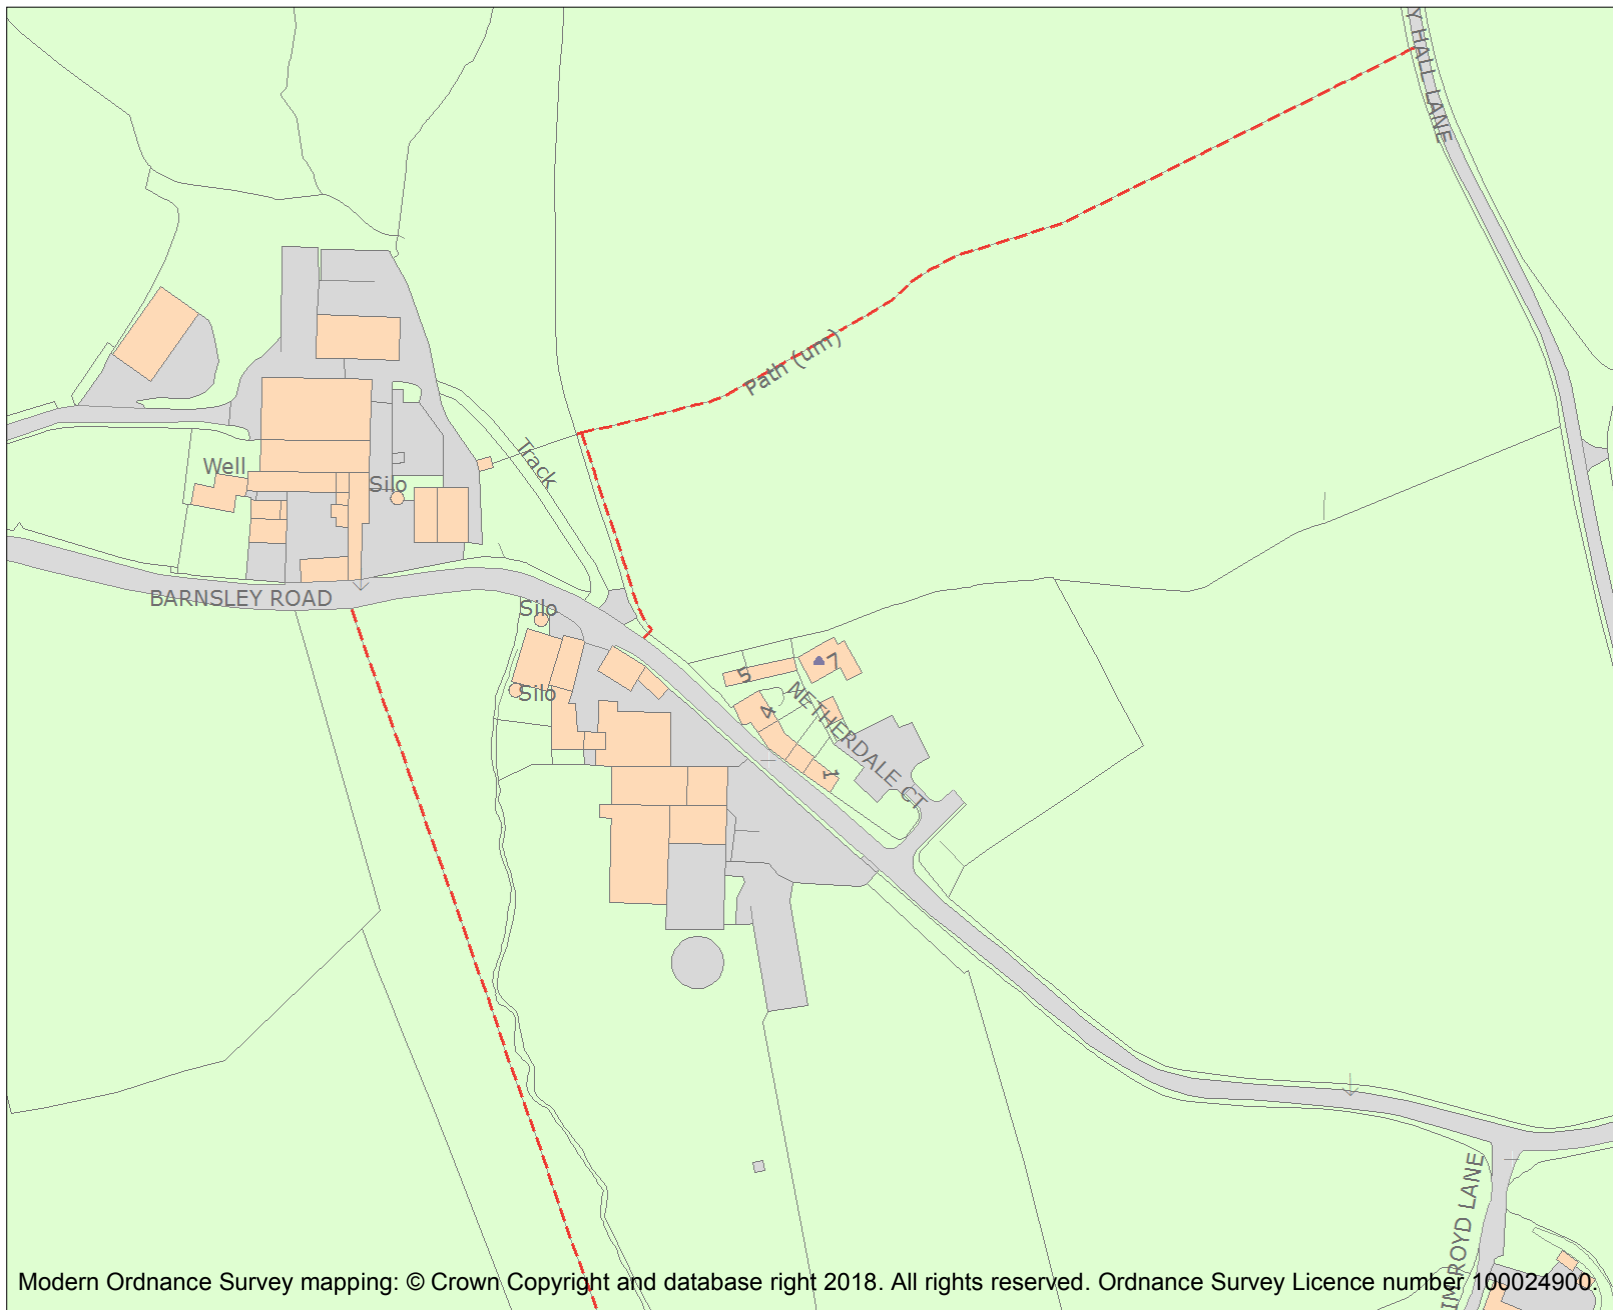 Y HALL LANE
Path (um)
Track
Well
Silo
BARNSLEY ROAD
Silo
Silo
5
7
4
NETHERDALE CT
1
IMROYD LANE
Modern Ordnance Survey mapping: © Crown Copyright and database right 2018. All rights reserved. Ordnance Survey Licence number 100024900.